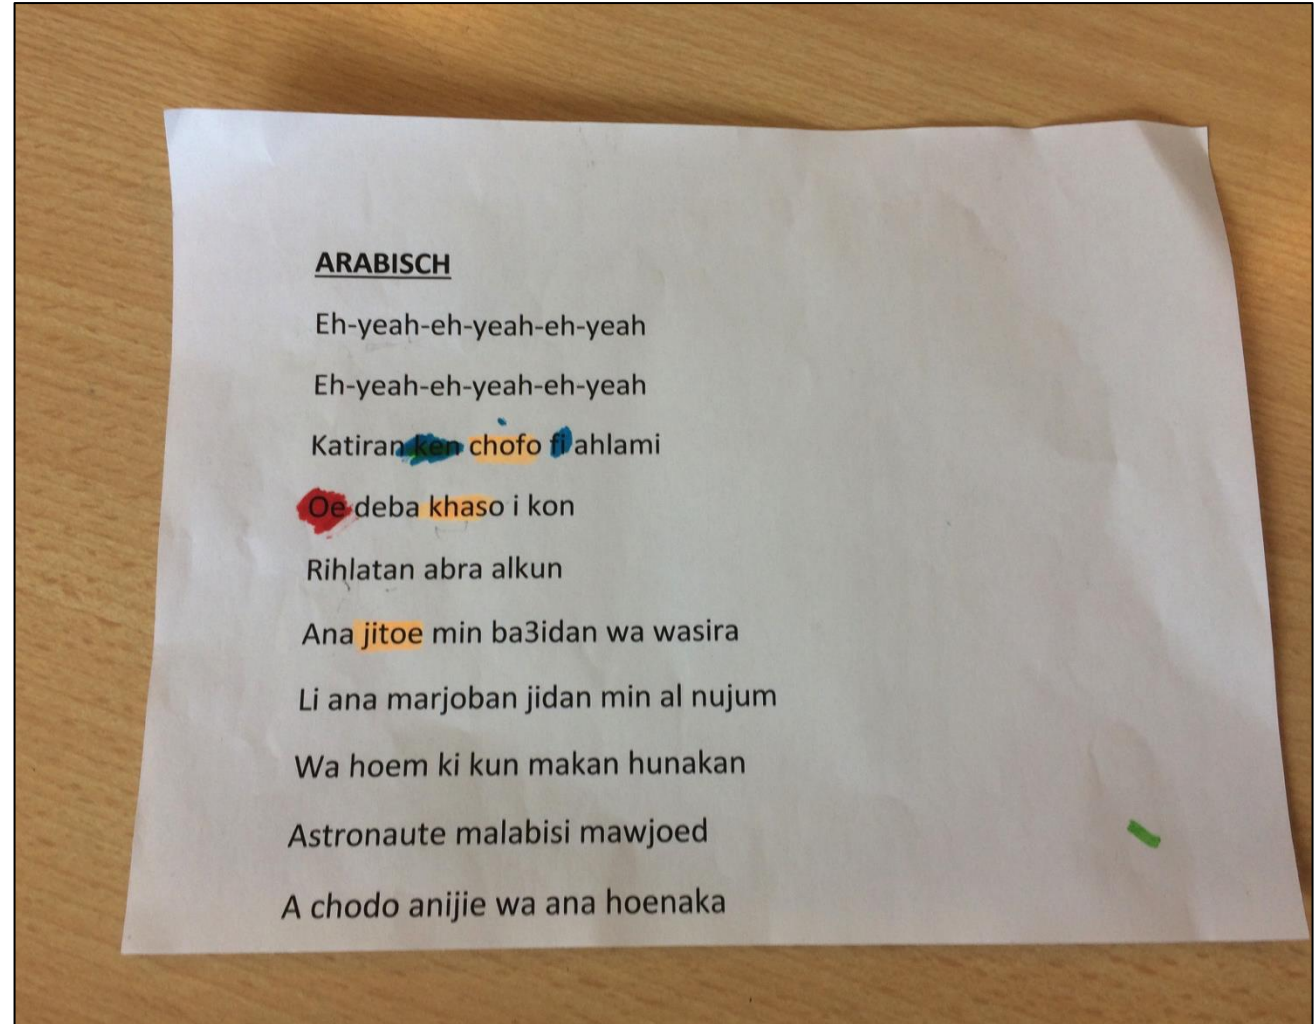 ARABISCH
Eh-yeah-eh-yeah-eh-yeah
Eh-yeah-eh-yeah-eh-yeah
Katiran ken chofo fi ahlami
Oe deba khaso i kon
Rihlatan abra alkun
Ana jitoe min ba3idan wa wasira
Li ana marjoban jidan min al nujum
Wa hoem ki kun makan hunakan
Astronaute malabisi mawjoed
A chodo anijie wa ana hoenaka